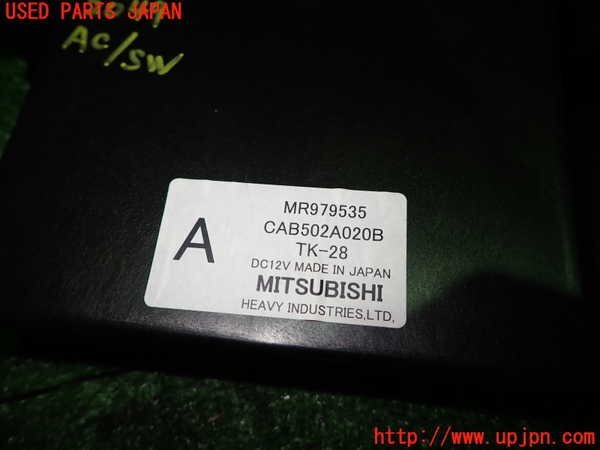 USED PARTS JAPAN
AC/SW
A
MR979535
CAB502A020B
TK-28
DC12V MADE IN JAPAN
MITSUBISHI
HEAVY INDUSTRIES,LTD,
http://www.upjpn.com/